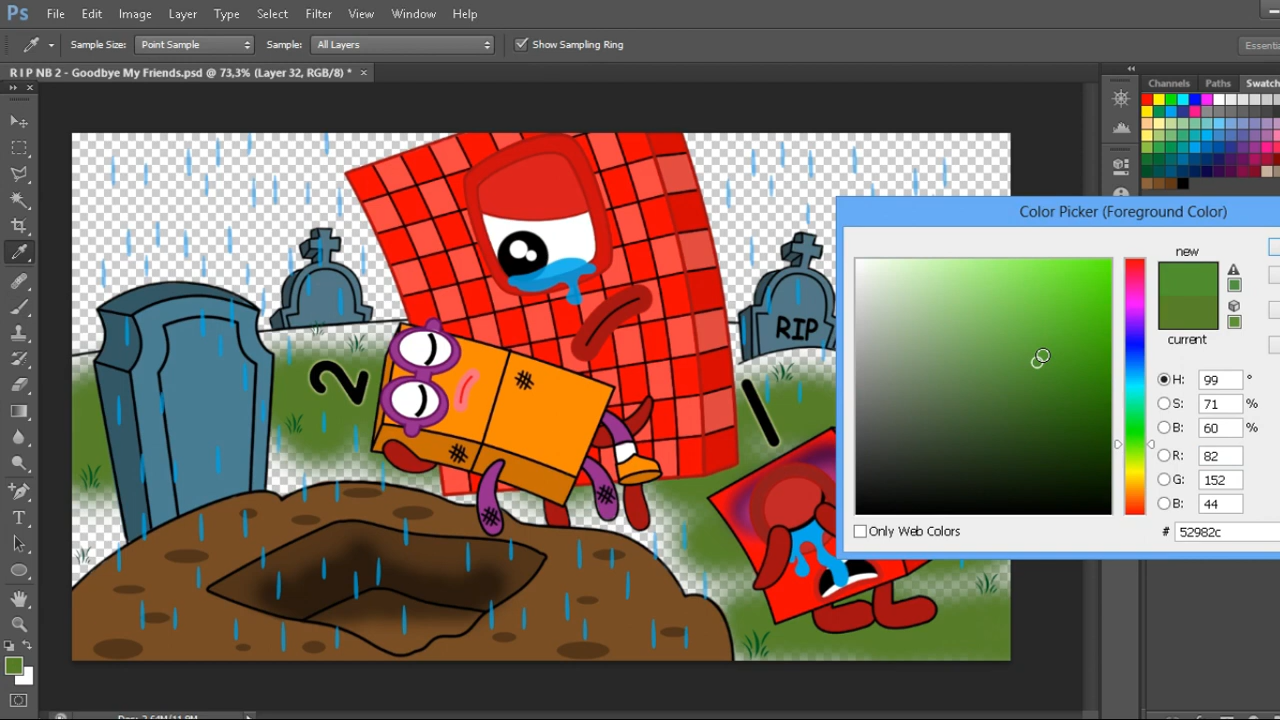 Ps File Edit Image Layer Type Select Filter View Window Help
Sample Size: Point Sample Sample: All Layers Show Sampling Ring
R I P NB 2 - Goodbye My Friends.psd @ 73,3% (Layer 32, RGB/8) * ×
Channels Paths
Color Picker (Foreground Color)
new
current
RIP
2
1
H: 99 °
S: 71 %
B: 60 %
R: 82
G: 152
B: 44
Only Web Colors
# 52982c